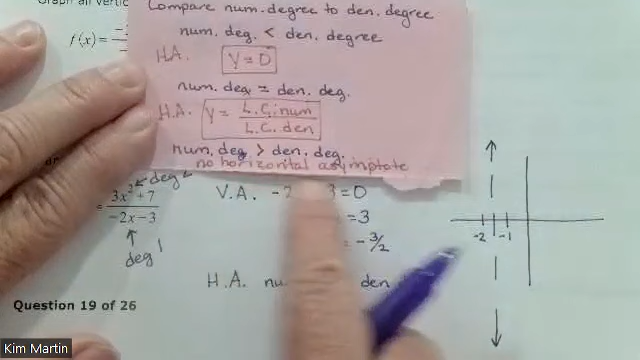 Compare num. degree to den. degree
Graph all vertic
num. deg. < den. degree
f(x) =
H.A. y = 0
num. deg = den. deg.
H.A. y = L.C. num
L.C. den
num. deg > den. deg.
no horizontal asymptote
3x² + 7 deg
= -2x - 3
deg 1
V.A. -2 3 = 0
= 3
= -3/2
-2 -1
H.A. nu den
Question 19 of 26
Kim Martin